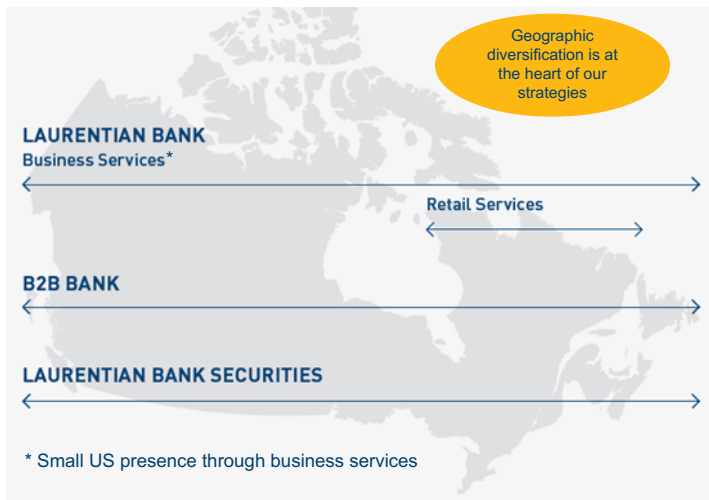 Geographic
diversification is at
the heart of our
strategies
LAURENTIAN BANK
Business Services*
Retail Services
B2B BANK
LAURENTIAN BANK SECURITIES
* Small US presence through business services